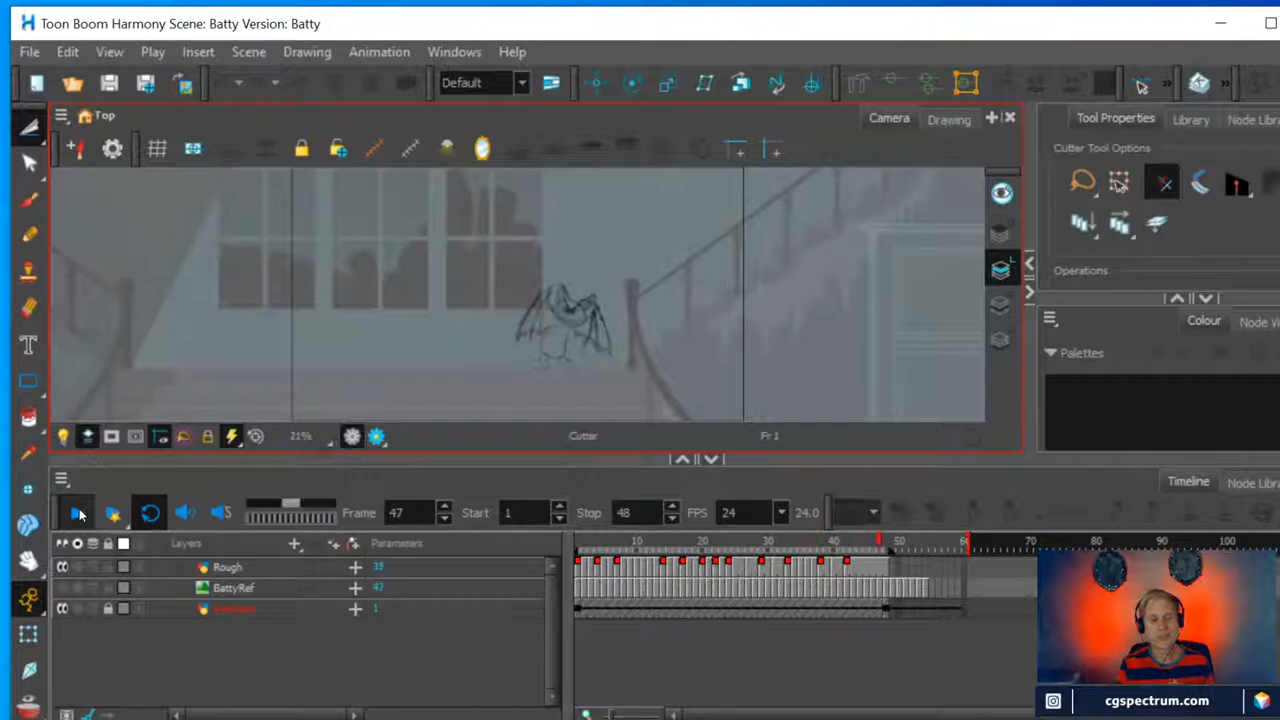 Toon Boom Harmony Scene: Batty Version: Batty
File Edit View Play Insert Scene Drawing Animation Windows Help
Default
Top Camera Drawing
Tool Properties Library Node Lib
Cutter Tool Options
Operations
Colour Node Vie
Palettes
21% Cutter Fr 1
Timeline Node Libr
Frame 47 Start 1 Stop 48 FPS 24 24.0
Layers Parameters
10 20 30 40 50 60 70 80 90 100
Rough 39
BattyRef 47
1
cgspectrum.com